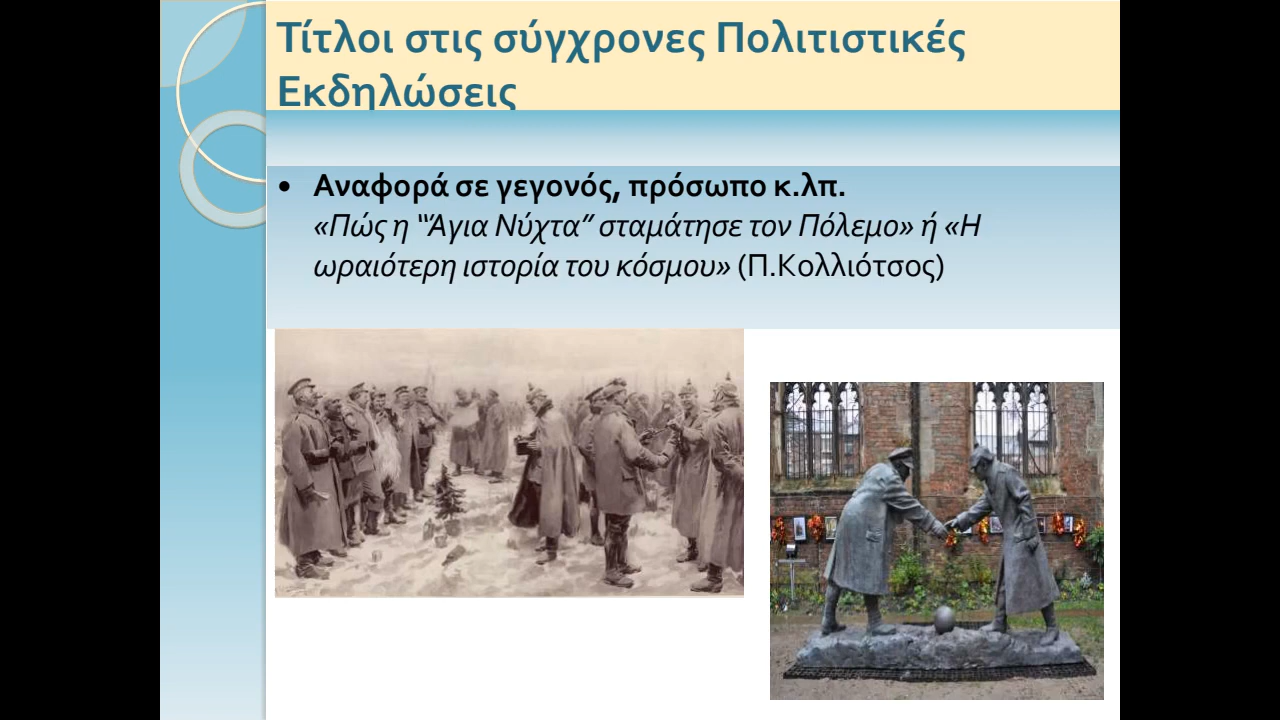 Τίτλοι στις σύγχρονες Πολιτιστικές
Εκδηλώσεις
• Αναφορά σε γεγονός, πρόσωπο κ.λπ.
«Πώς η “Άγια Νύχτα” σταμάτησε τον Πόλεμο» ή «Η
ωραιότερη ιστορία του κόσμου» (Π.Κολλιότσος)